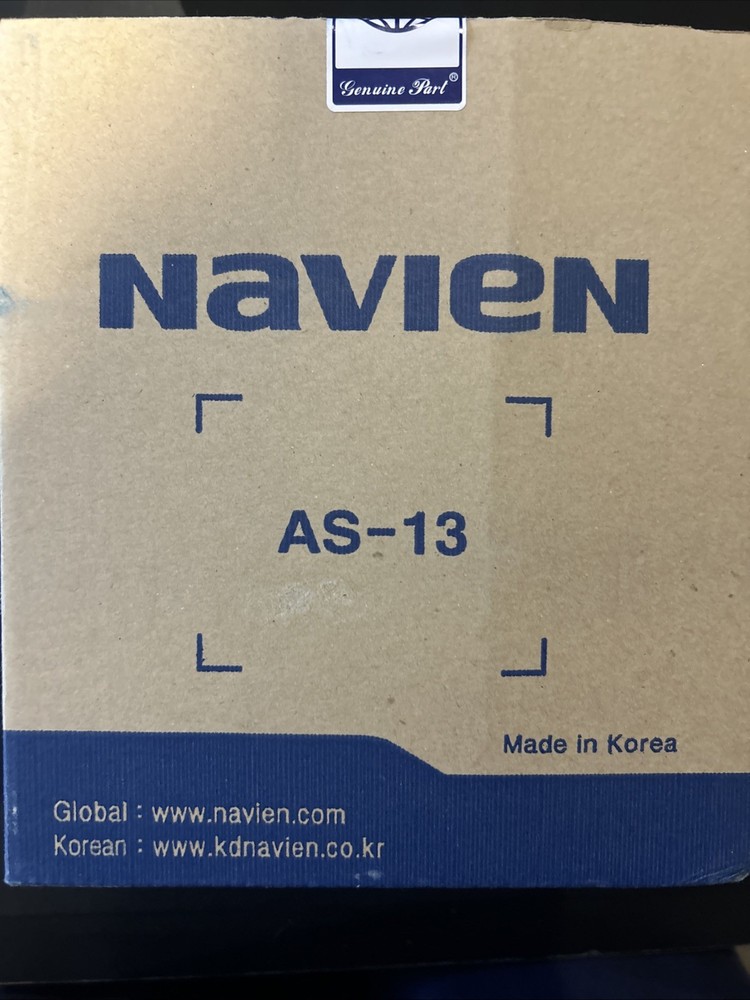 Genuine Part®
NAVIEN
AS-13
Made in Korea
Global : www.navien.com
Korean : www.kdnavien.co.kr